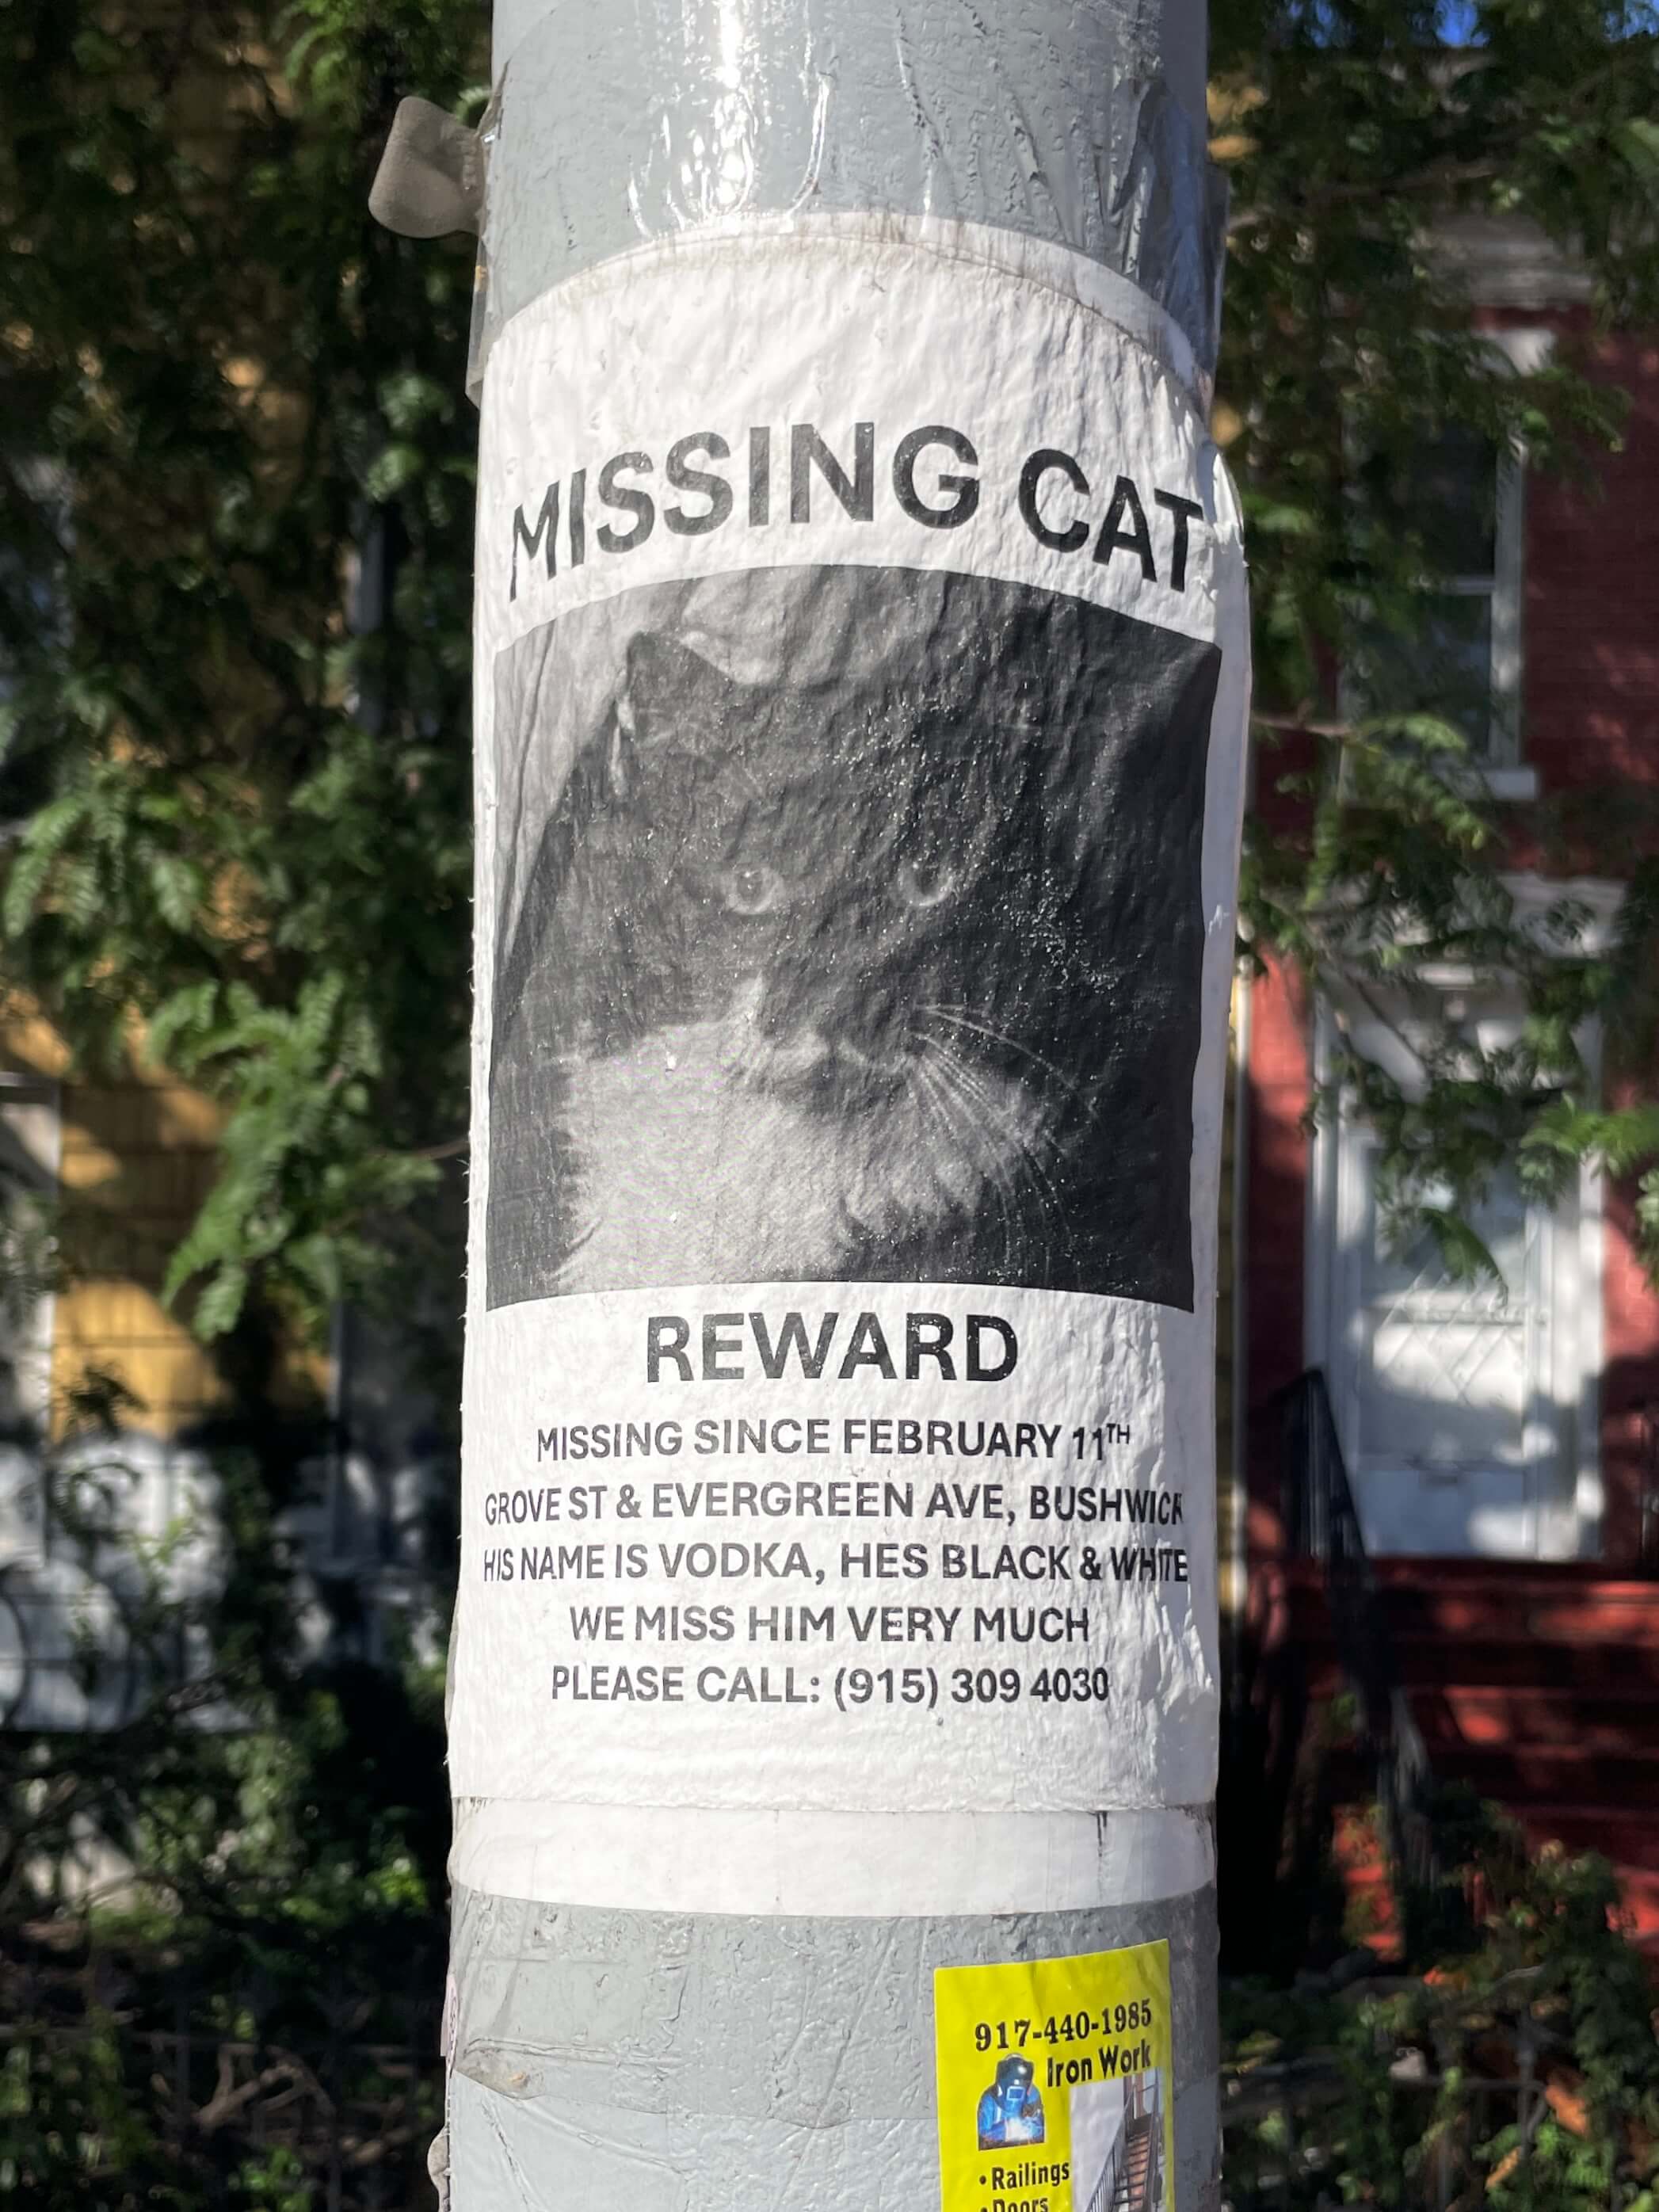 MISSING CAT
REWARD
MISSING SINCE FEBRUARY 11TH
GROVE ST & EVERGREEN AVE, BUSHWICK
HIS NAME IS VODKA, HES BLACK & WHITE
WE MISS HIM VERY MUCH
PLEASE CALL: (915) 309 4030
917-440-1985
Iron Work
• Railings
• Doors